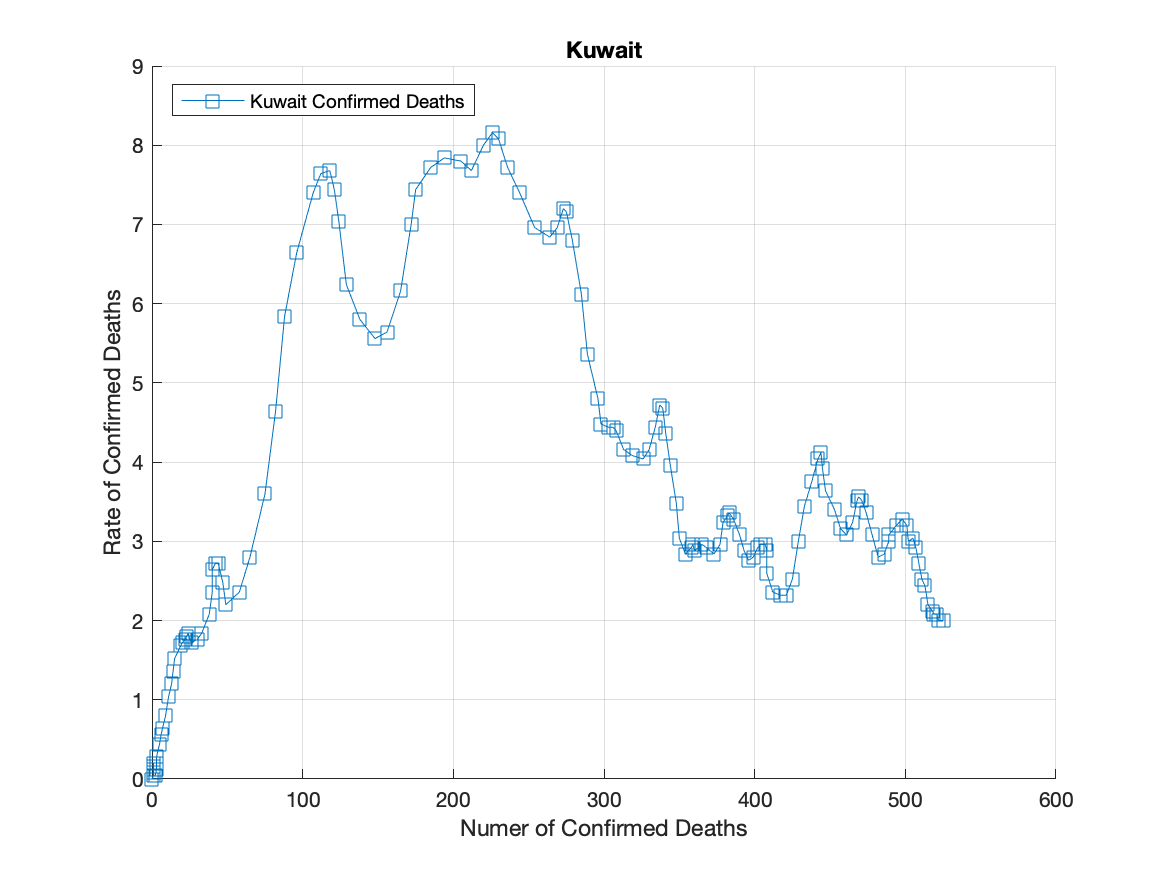 Kuwait
Kuwait Confirmed Deaths
9
8
7
6
5
4
3
2
1
0
Rate of Confirmed Deaths
0 100 200 300 400 500 600
Numer of Confirmed Deaths